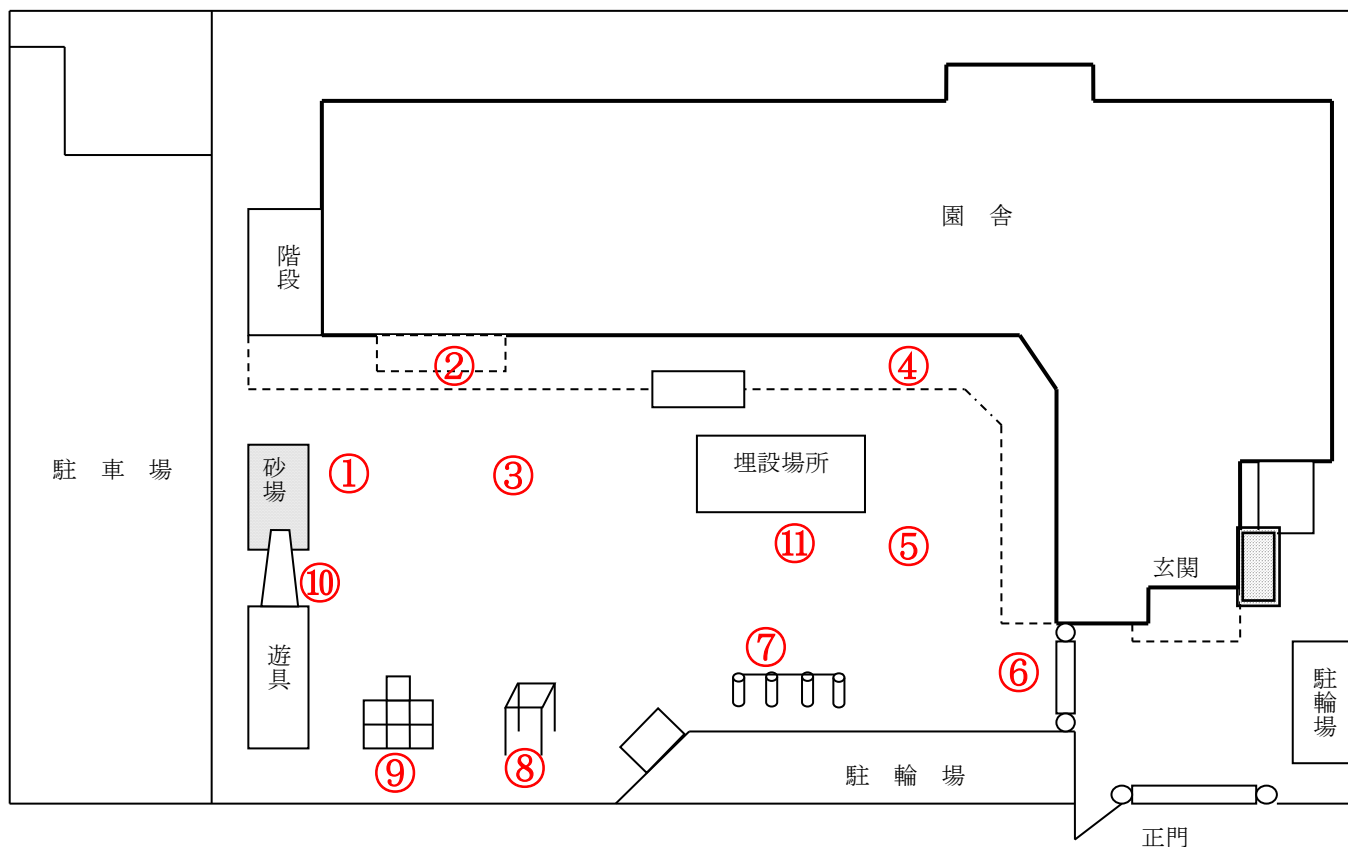 園　舎
階段
②
④
駐　車　場
砂場
①
③
埋設場所
⑪
⑤
⑩
玄関
遊具
⑦
⑥
駐輪場
⑨
⑧
駐　輪　場
正門